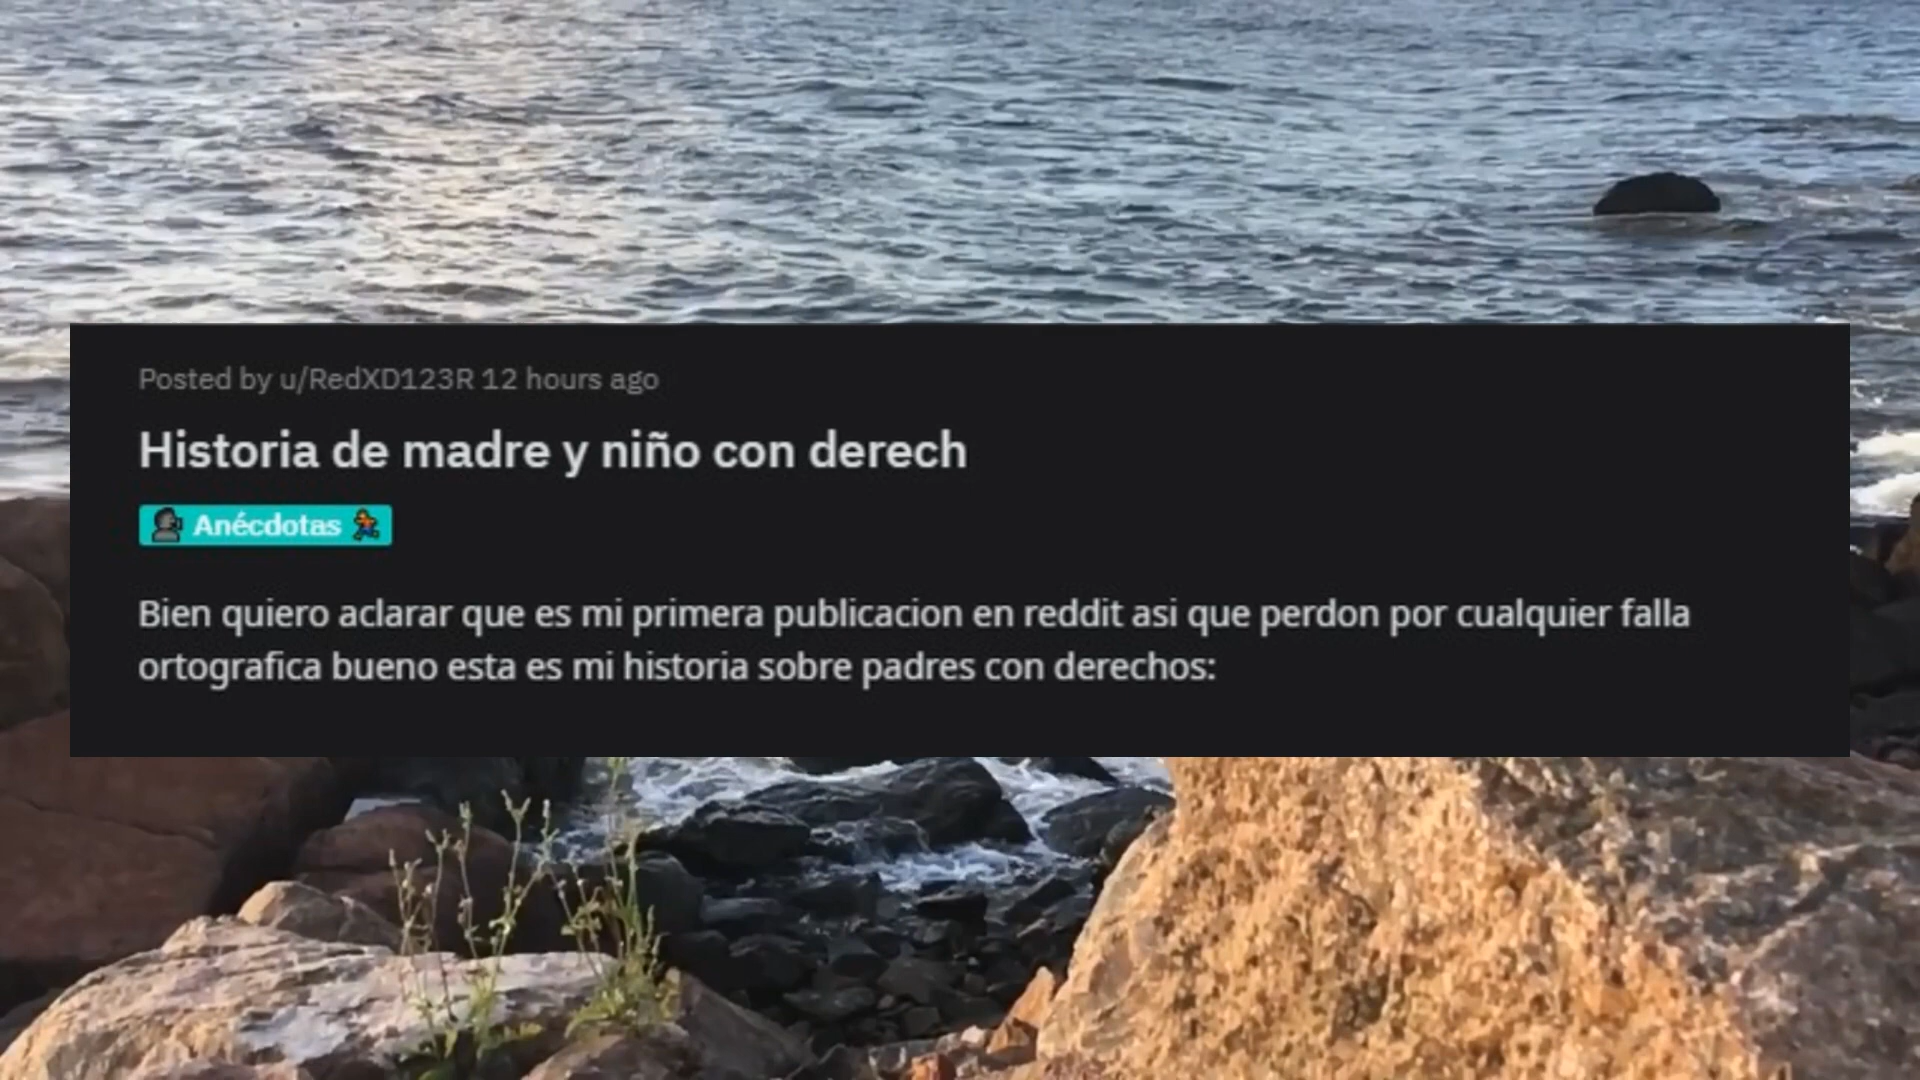 Posted by u/RedXD123R 12 hours ago
Historia de madre y niño con derech
Anécdotas
Bien quiero aclarar que es mi primera publicacion en reddit asi que perdon por cualquier falla
ortografica bueno esta es mi historia sobre padres con derechos: